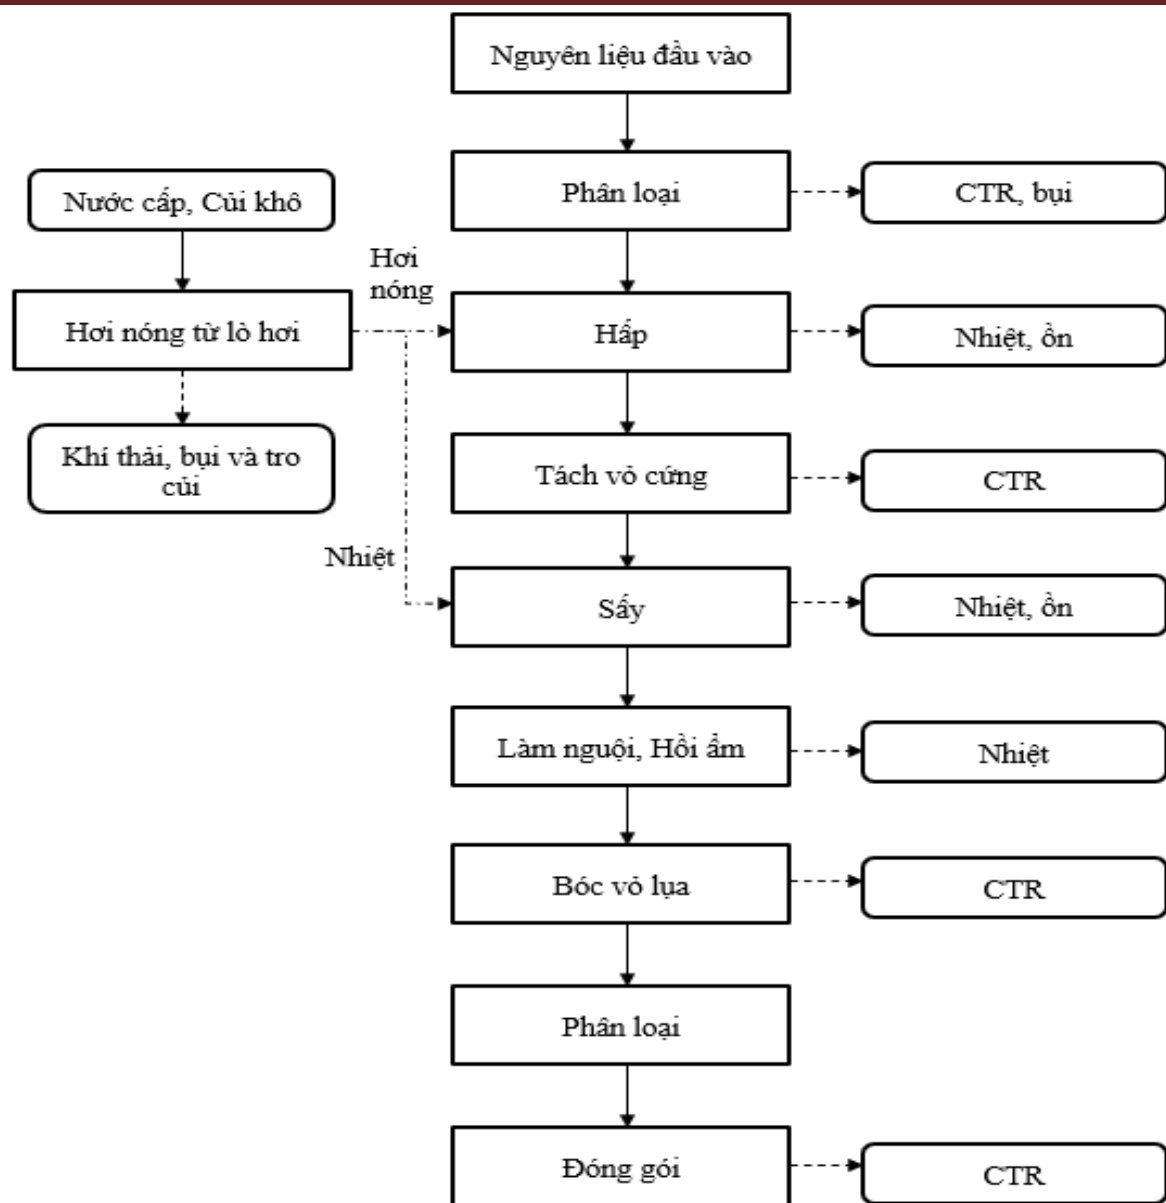 Nguyên liệu đầu vào
Phân loại
CTR, bụi
Nước cấp, Củi khô
Hơi
nóng
Hơi nóng từ lò hơi
Hấp
Nhiệt, ồn
Khí thải, bụi và tro
củi
Tách vỏ cứng
CTR
Nhiệt
Sấy
Nhiệt, ồn
Làm nguội, Hồi ẩm
Nhiệt
Bóc vỏ lụa
CTR
Phân loại
Đóng gói
CTR